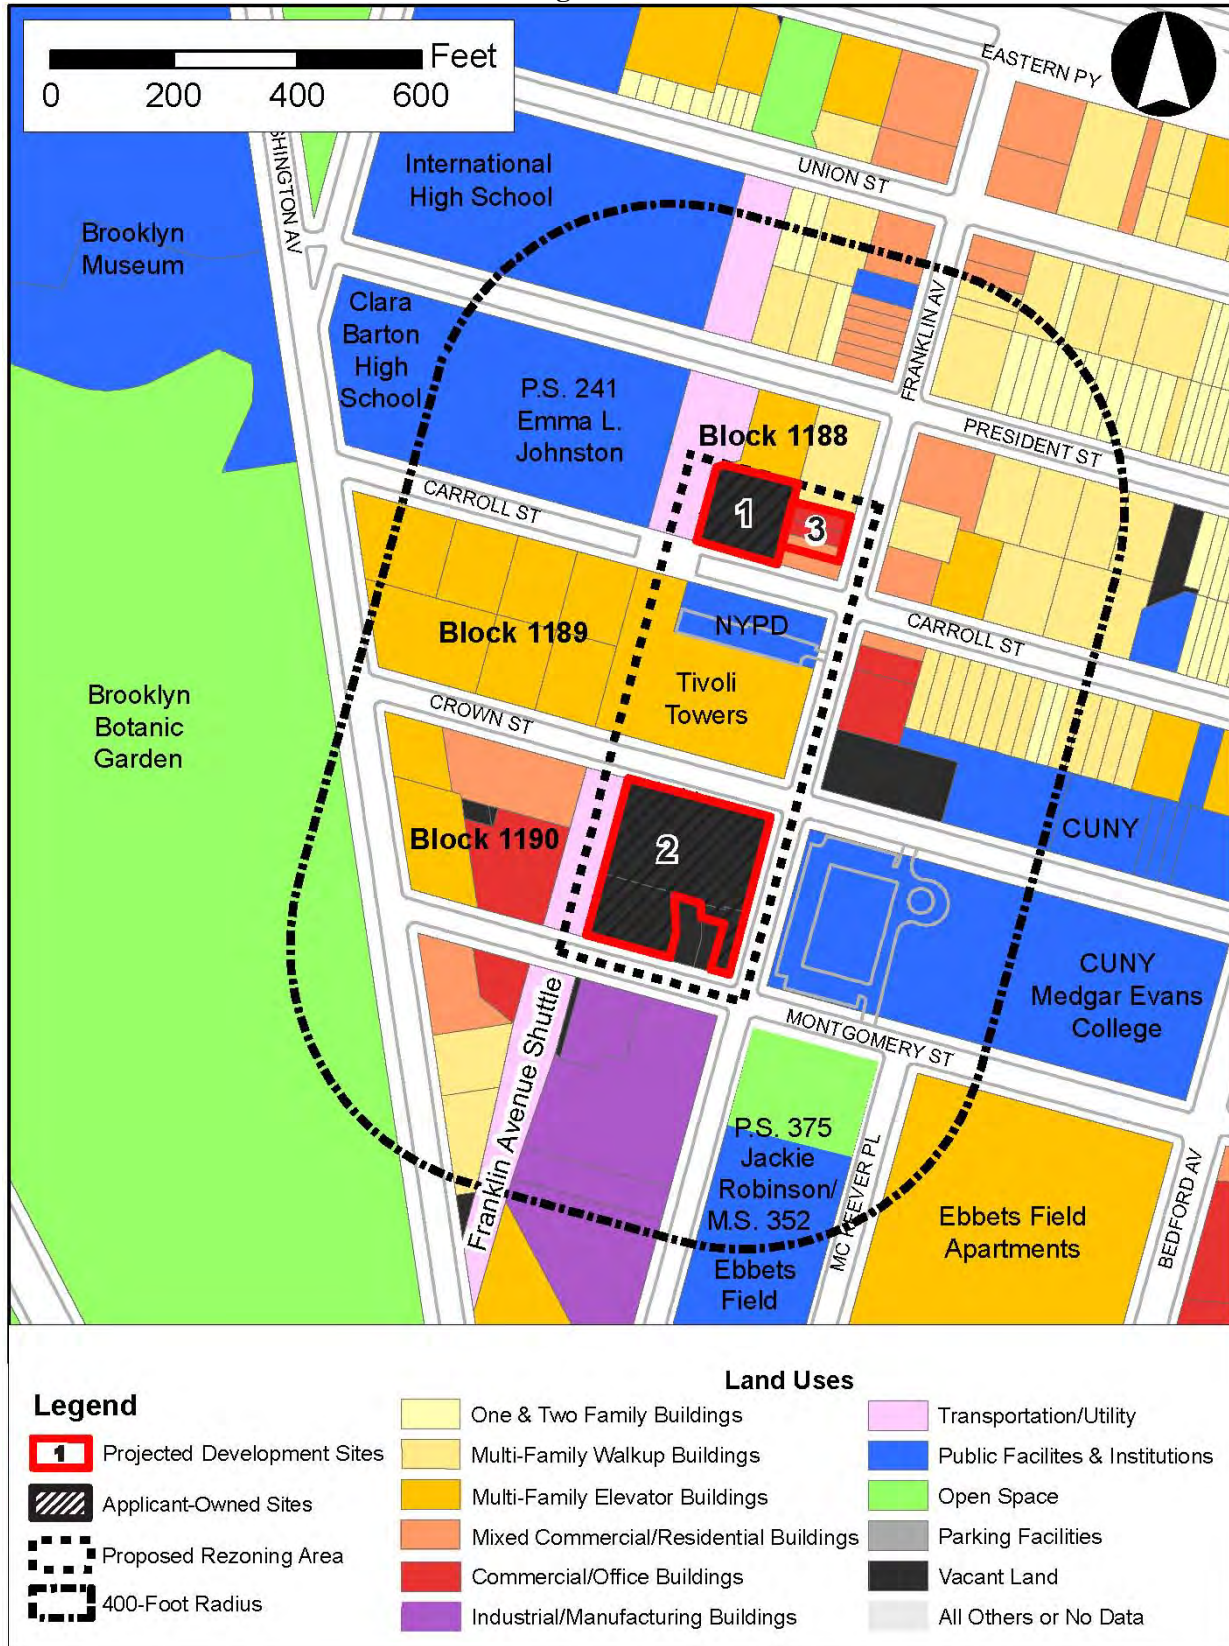 Feet
0 200 400 600
EASTERN PY
SHINGTON AV
International
High School
UNION ST
Brooklyn
Museum
Clara
Barton
High
School
FRANKLIN AV
P.S. 241
Emma L.
Johnston
Block 1188
PRESIDENT ST
CARROLL ST
1
3
NYPD
CARROLL ST
Block 1189
Tivoli
Towers
Brooklyn
Botanic
Garden
CROWN ST
Block 1190
2
CUNY
CUNY
Medgar Evans
College
MONTGOMERY ST
Franklin Avenue Shuttle
P.S. 375
Jackie
Robinson/
M.S. 352
MC KEEVER PL
Ebbets
Field
Ebbets Field
Apartments
BEDFORD AV
Legend
1 Projected Development Sites
Applicant-Owned Sites
Proposed Rezoning Area
400-Foot Radius
Land Uses
One & Two Family Buildings
Multi-Family Walkup Buildings
Multi-Family Elevator Buildings
Mixed Commercial/Residential Buildings
Commercial/Office Buildings
Industrial/Manufacturing Buildings
Transportation/Utility
Public Facilites & Institutions
Open Space
Parking Facilities
Vacant Land
All Others or No Data